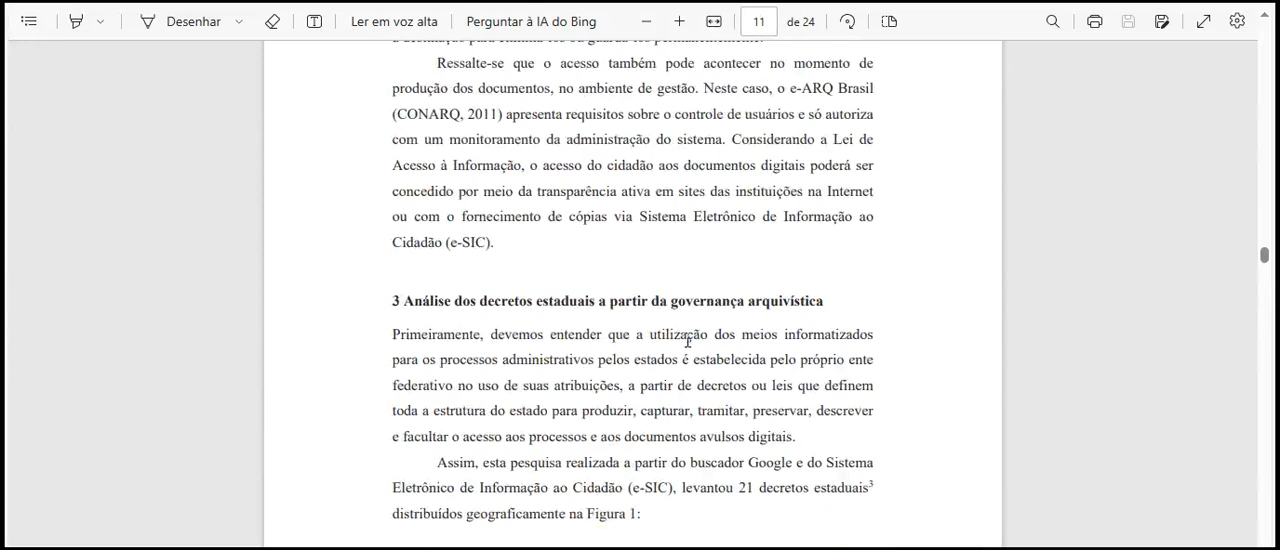 Desenhar
Ler em voz alta
Perguntar à IA do Bing
11
de 24
Ressalte-se que o acesso também pode acontecer no momento de
produção dos documentos, no ambiente de gestão. Neste caso, o e-ARQ Brasil
(CONARQ, 2011) apresenta requisitos sobre o controle de usuários e só autoriza
com um monitoramento da administração do sistema. Considerando a Lei de
Acesso à Informação, o acesso do cidadão aos documentos digitais poderá ser
concedido por meio da transparência ativa em sites das instituições na Internet
ou com o fornecimento de cópias via Sistema Eletrônico de Informação ao
Cidadão (e-SIC).
3 Análise dos decretos estaduais a partir da governança arquivística
Primeiramente, devemos entender que a utilização dos meios informatizados
para os processos administrativos pelos estados é estabelecida pelo próprio ente
federativo no uso de suas atribuições, a partir de decretos ou leis que definem
toda a estrutura do estado para produzir, capturar, tramitar, preservar, descrever
e facultar o acesso aos processos e aos documentos avulsos digitais.
Assim, esta pesquisa realizada a partir do buscador Google e do Sistema
Eletrônico de Informação ao Cidadão (e-SIC), levantou 21 decretos estaduais³
distribuídos geograficamente na Figura 1: